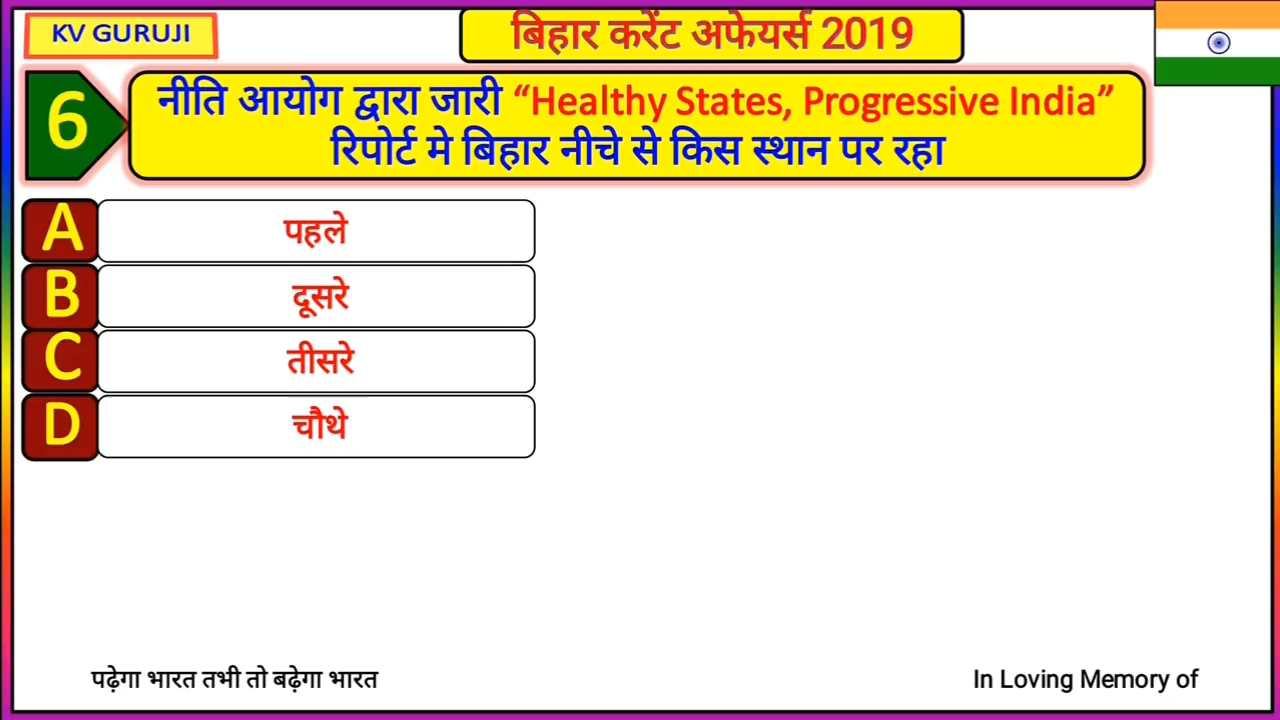 KV GURUJI
बिहार करेंट अफेयर्स 2019
6
नीति आयोग द्वारा जारी “Healthy States, Progressive India”
रिपोर्ट मे बिहार नीचे से किस स्थान पर रहा
A पहले
B दूसरे
C तीसरे
D चौथे
पढ़ेगा भारत तभी तो बढ़ेगा भारत
In Loving Memory of